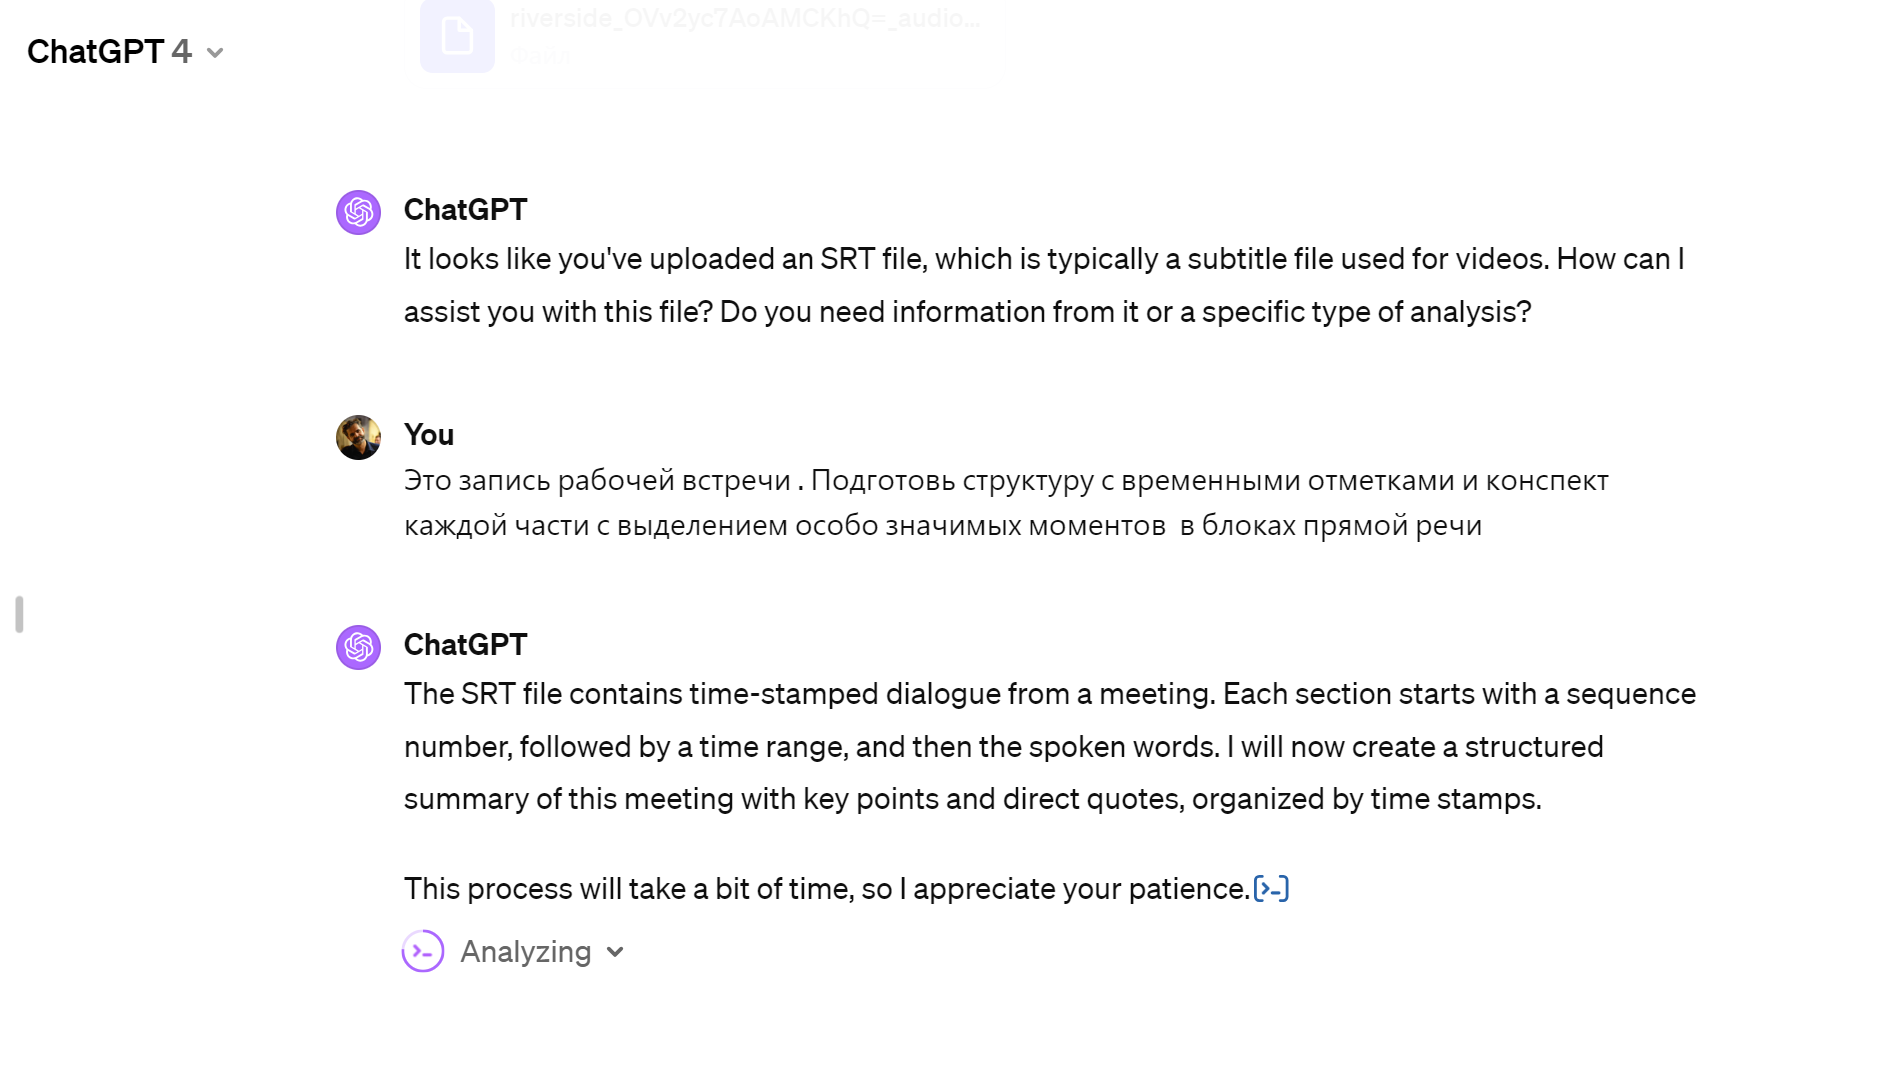 riverside_OVv2yc7AoAMCKhQ=_audio...
Файл
ChatGPT 4
ChatGPT
It looks like you've uploaded an SRT file, which is typically a subtitle file used for videos. How can I
assist you with this file? Do you need information from it or a specific type of analysis?
You
Это запись рабочей встречи . Подготовь структуру с временными отметками и конспект
каждой части с выделением особо значимых моментов  в блоках прямой речи
ChatGPT
The SRT file contains time-stamped dialogue from a meeting. Each section starts with a sequence
number, followed by a time range, and then the spoken words. I will now create a structured
summary of this meeting with key points and direct quotes, organized by time stamps.
This process will take a bit of time, so I appreciate your patience.
Analyzing